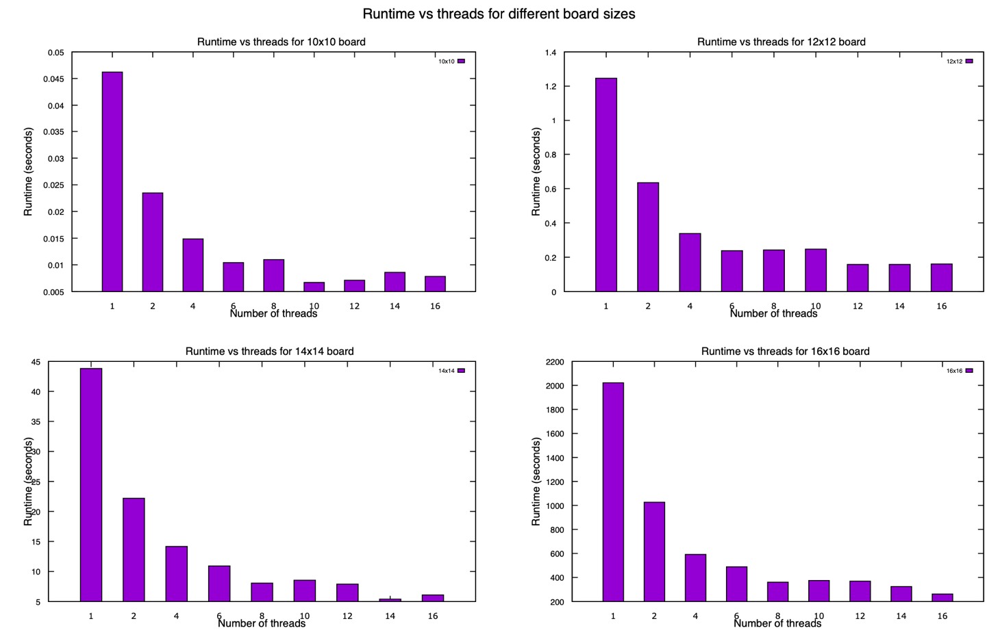 Runtime vs threads for different board sizes
Runtime vs threads for 10x10 board
0.05
0.045
0.04
0.035
0.03
0.025
0.02
0.015
0.01
0.005
Runtime (seconds)
10x10
1 2 4 6 8 10 12 14 16
Number of threads
Runtime vs threads for 12x12 board
1.4
1.2
1
0.8
0.6
0.4
0.2
0
Runtime (seconds)
12x12
1 2 4 6 8 10 12 14 16
Number of threads
Runtime vs threads for 14x14 board
45
40
35
30
25
20
15
10
5
Runtime (seconds)
14x14
1 2 4 6 8 10 12 14 16
Number of threads
Runtime vs threads for 16x16 board
2200
2000
1800
1600
1400
1200
1000
800
600
400
200
Runtime (seconds)
16x16
1 2 4 6 8 10 12 14 16
Number of threads